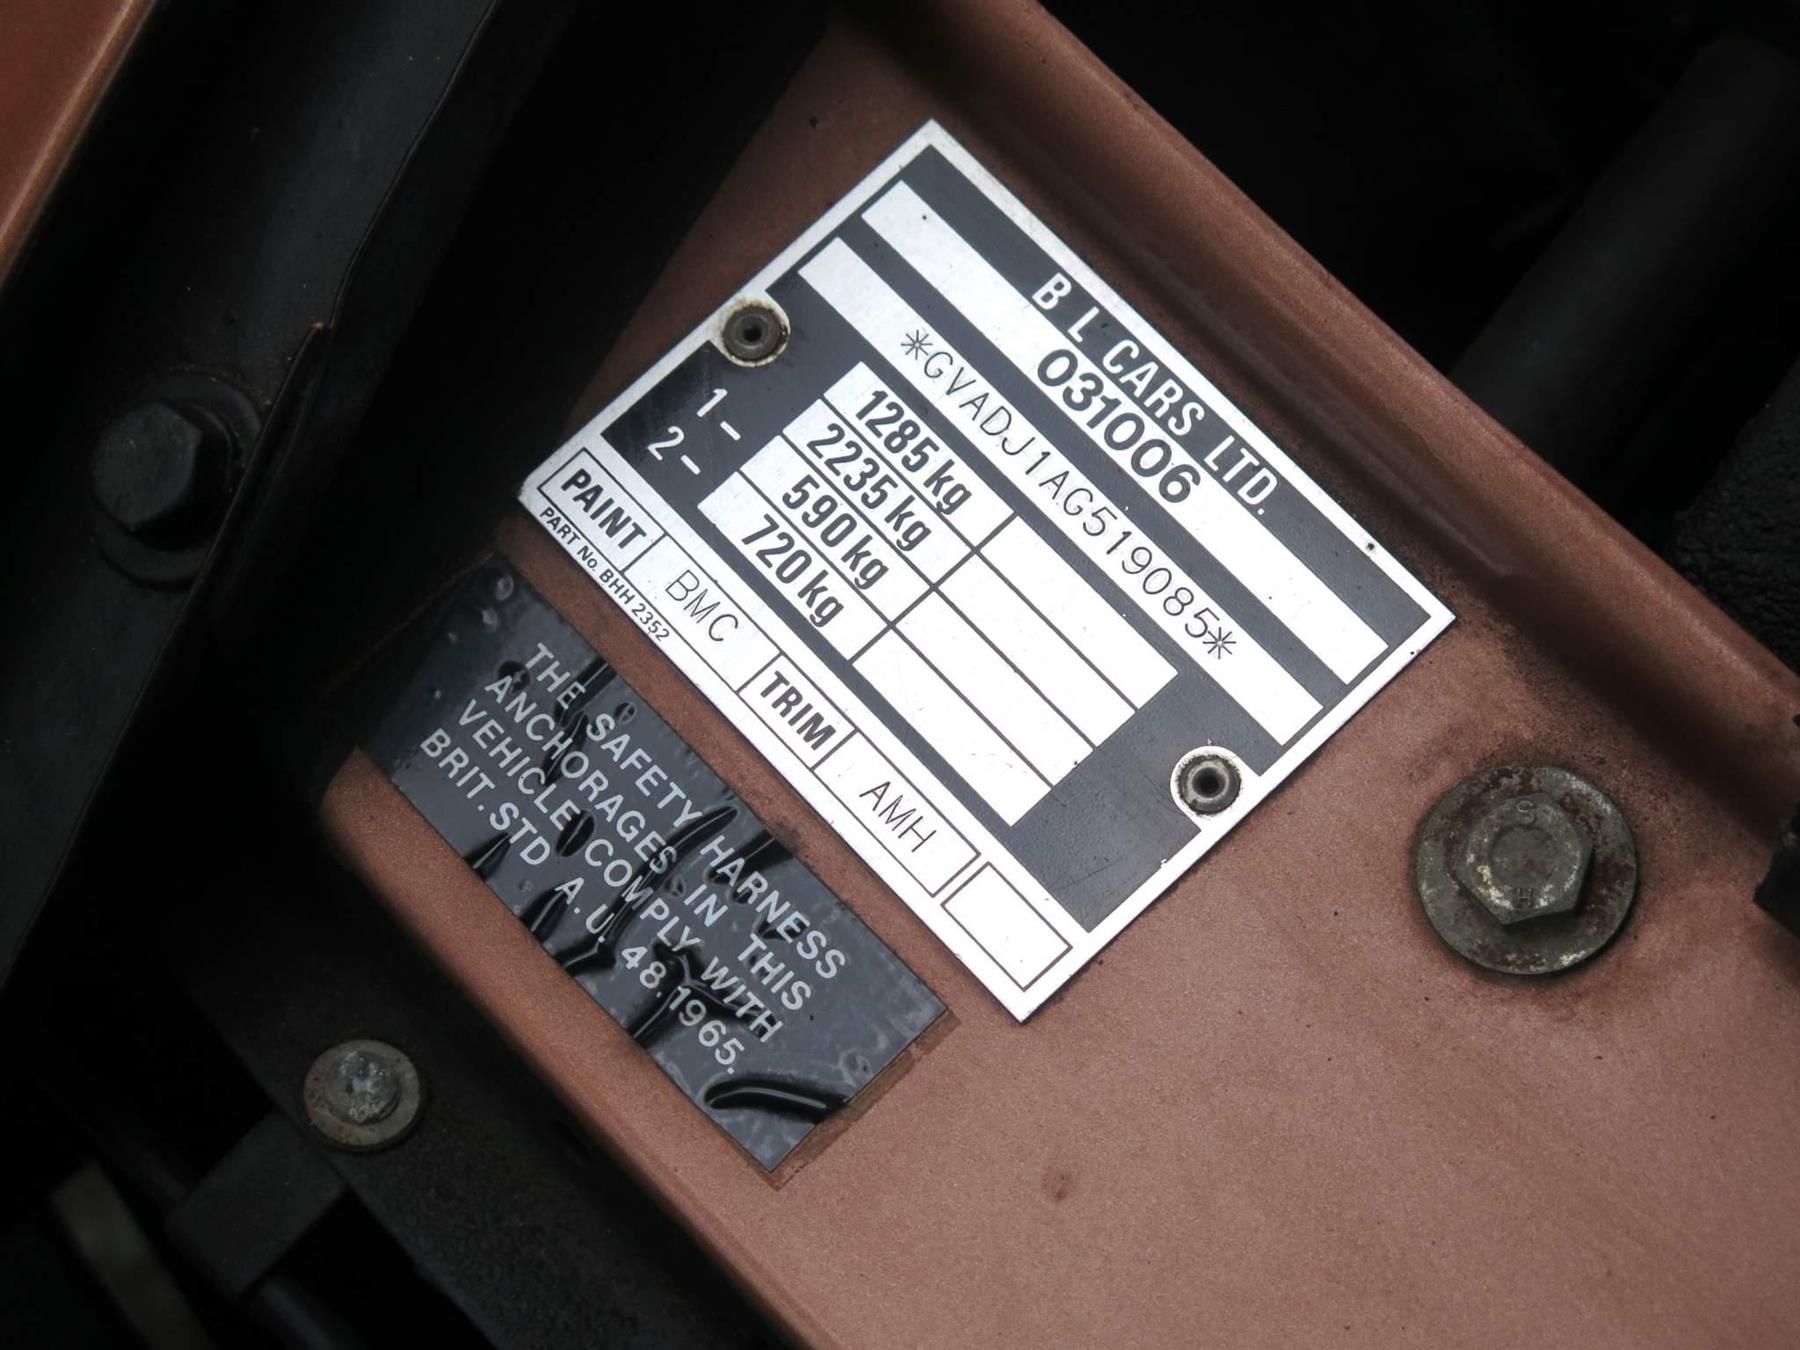 B L CARS LTD.
031006
*GVADJ1AG519085*
1285 kg
2235 kg
1– 590 kg
2– 720 kg
PAINT BMC TRIM AMH
PART No. BHH 2352
THE SAFETY HARNESS
ANCHORAGES IN THIS
VEHICLE COMPLY WITH
BRIT. STD A.U. 48.1965.
S
H